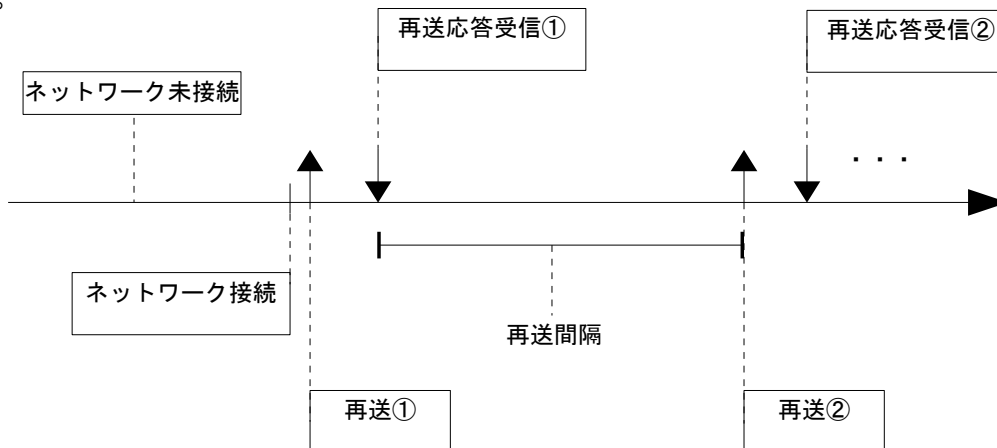 。
再送応答受信①
再送応答受信②
ネットワーク未接続
・・・
ネットワーク接続
再送間隔
再送①
再送②